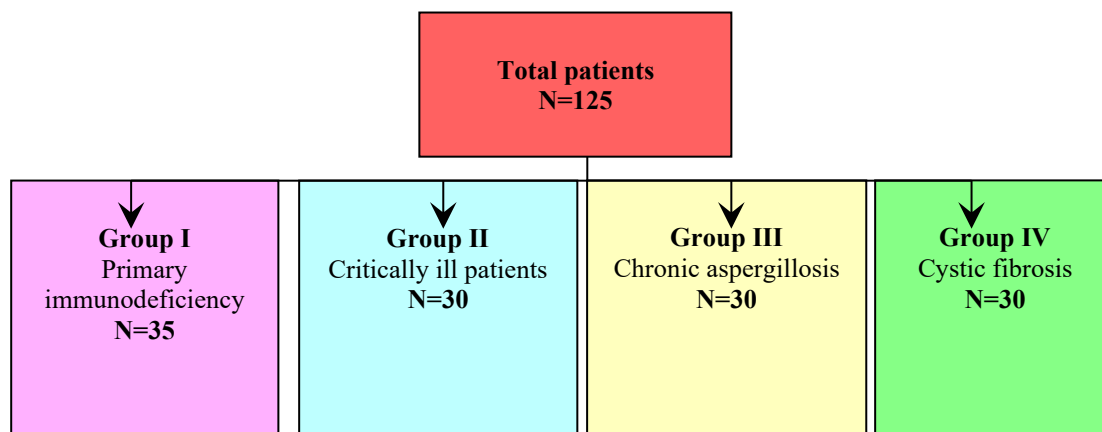 Total patients
N=125
Group I
Primary
immunodeficiency
N=35
Group II
Critically ill patients
N=30
Group III
Chronic aspergillosis
N=30
Group IV
Cystic fibrosis
N=30